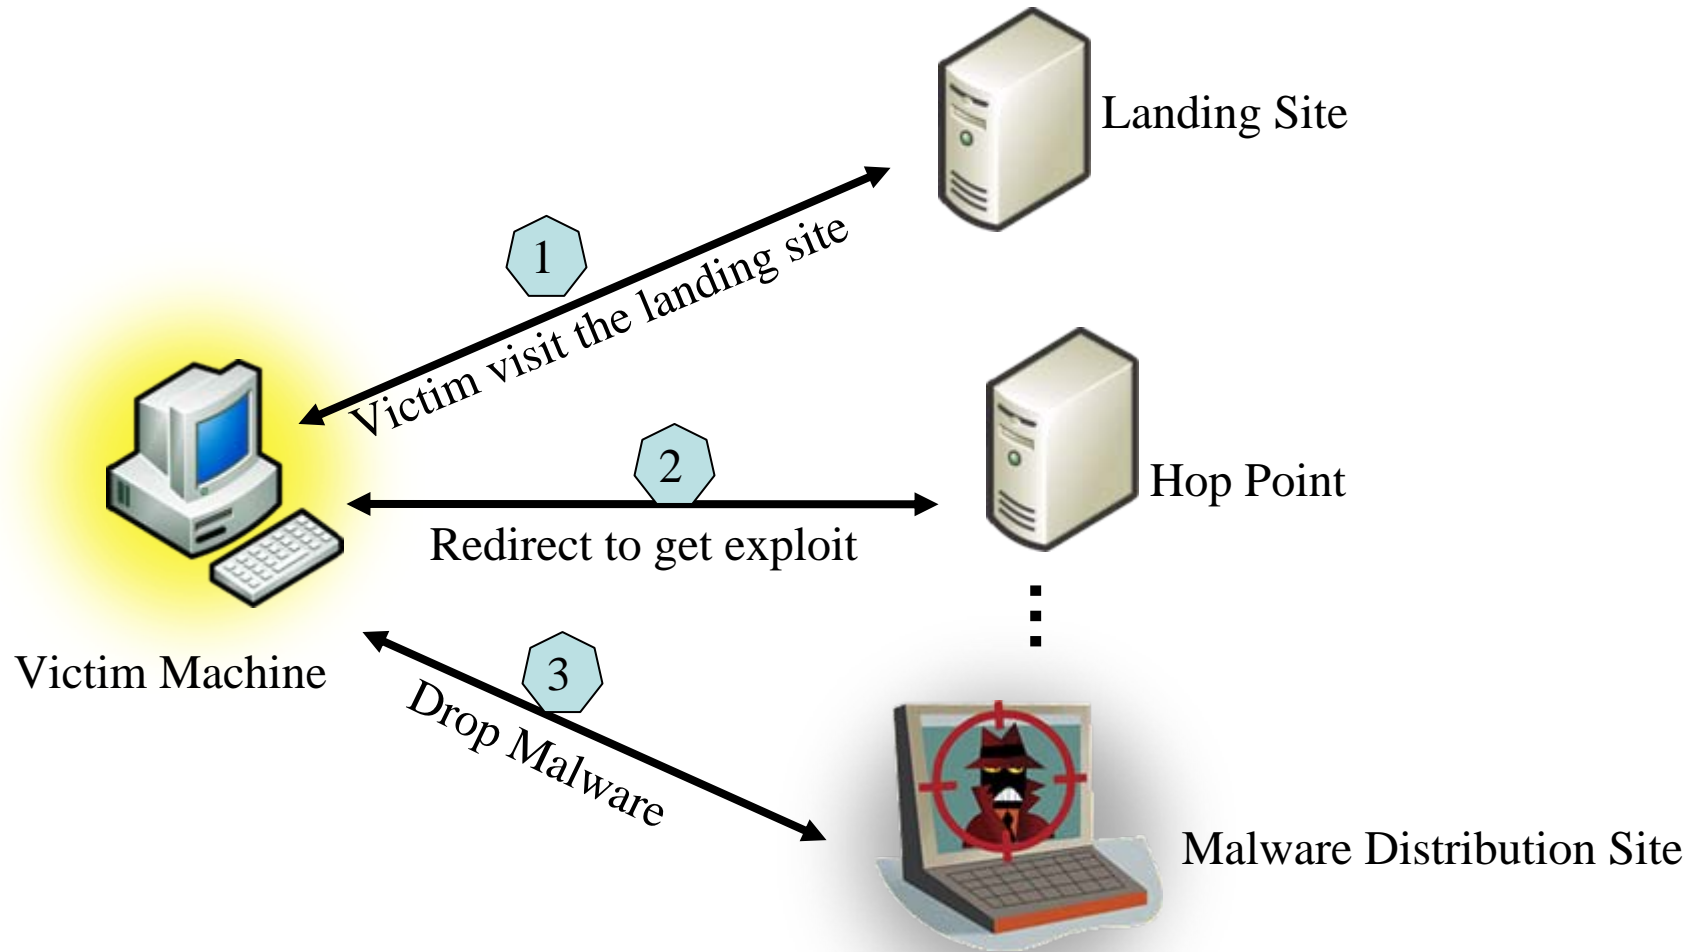 Landing Site
1
Victim visit the landing site
2
Hop Point
Redirect to get exploit
Victim Machine
3
Drop Malware
Malware Distribution Site